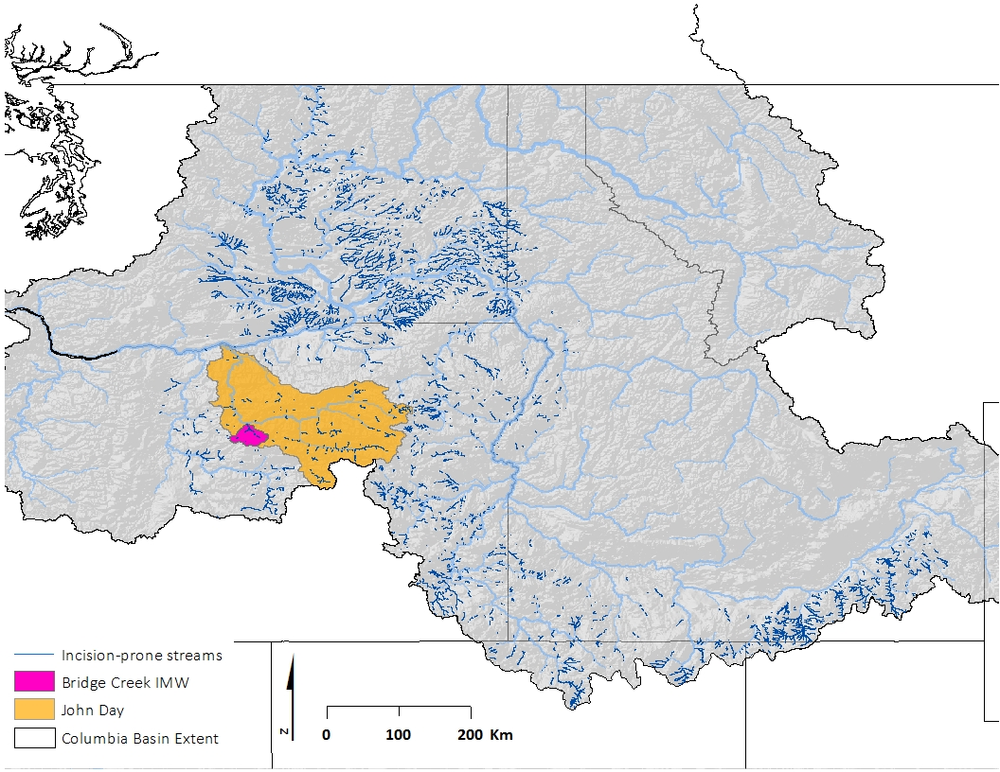 Incision-prone streams
Bridge Creek IMW
John Day
Columbia Basin Extent
N
0 100 200 Km